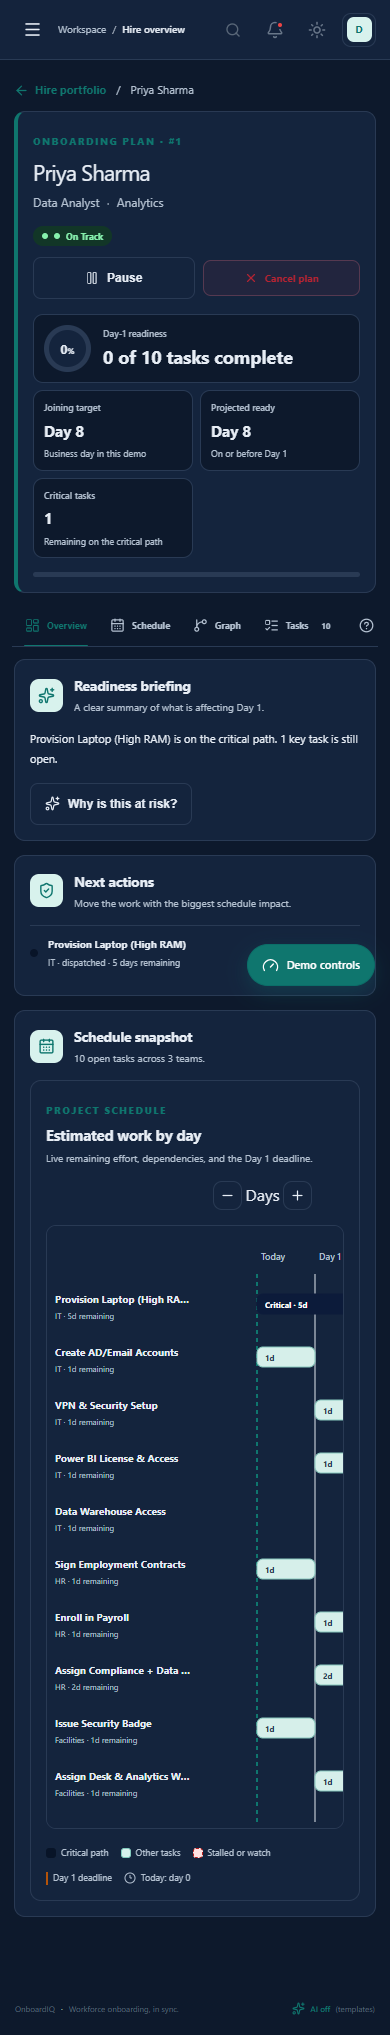 Workspace / Hire overview
D
Hire portfolio / Priya Sharma
ONBOARDING PLAN · #1
Priya Sharma
Data Analyst · Analytics
On Track
Pause
Cancel plan
0%
Day-1 readiness
0 of 10 tasks complete
Joining target
Day 8
Business day in this demo
Projected ready
Day 8
On or before Day 1
Critical tasks
1
Remaining on the critical path
Overview
Schedule
Graph
Tasks 10
Readiness briefing
A clear summary of what is affecting Day 1.
Provision Laptop (High RAM) is on the critical path. 1 key task is still
open.
Why is this at risk?
Next actions
Move the work with the biggest schedule impact.
Provision Laptop (High RAM)
IT · dispatched · 5 days remaining
Demo controls
Schedule snapshot
10 open tasks across 3 teams.
PROJECT SCHEDULE
Estimated work by day
Live remaining effort, dependencies, and the Day 1 deadline.
− Days +
Today Day 1
Provision Laptop (High RA...
IT · 5d remaining
Critical · 5d
Create AD/Email Accounts
IT · 1d remaining
1d
VPN & Security Setup
IT · 1d remaining
1d
Power BI License & Access
IT · 1d remaining
1d
Data Warehouse Access
IT · 1d remaining
Sign Employment Contracts
HR · 1d remaining
1d
Enroll in Payroll
HR · 1d remaining
1d
Assign Compliance + Data ...
HR · 2d remaining
2d
Issue Security Badge
Facilities · 1d remaining
1d
Assign Desk & Analytics W...
Facilities · 1d remaining
1d
Critical path Other tasks Stalled or watch
Day 1 deadline Today: day 0
OnboardIQ · Workforce onboarding, in sync.
AI off (templates)